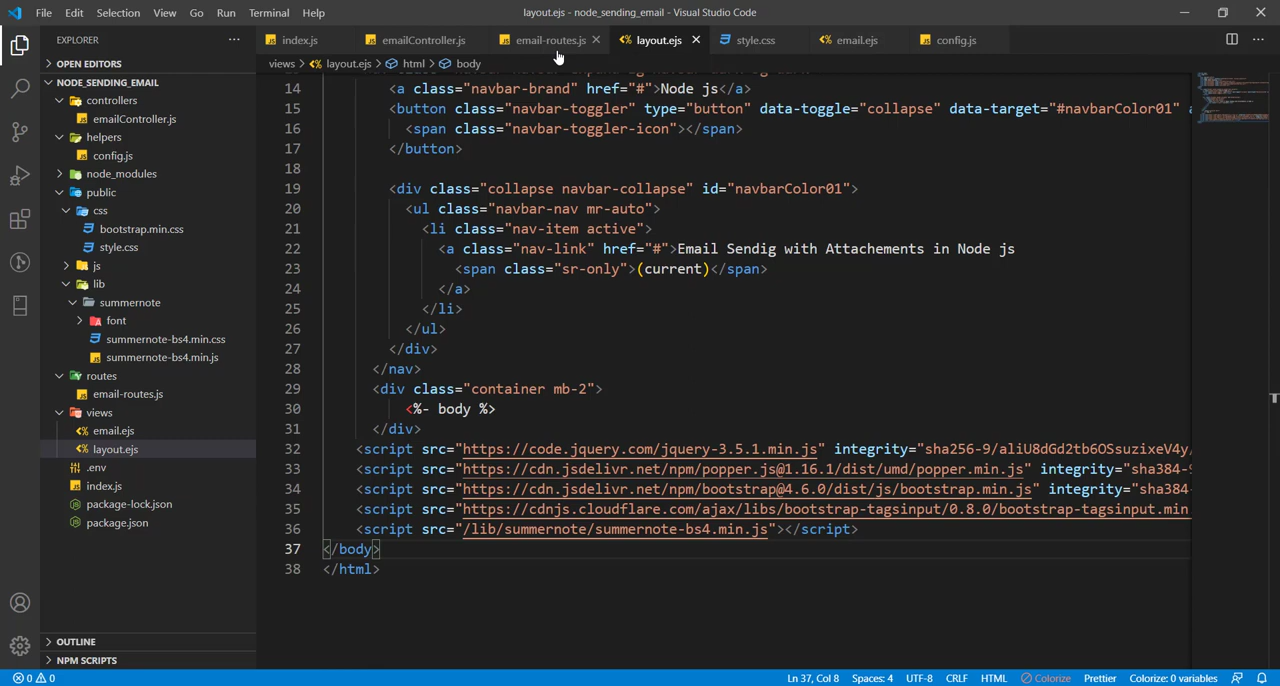 File Edit Selection View Go Run Terminal Help
layout.ejs - node_sending_email - Visual Studio Code
EXPLORER
index.js
emailController.js
email-routes.js
layout.ejs
style.css
email.ejs
config.js
views > layout.ejs > html > body
OPEN EDITORS
NODE_SENDING_EMAIL
controllers
emailController.js
helpers
config.js
node_modules
public
css
bootstrap.min.css
style.css
js
lib
summernote
font
summernote-bs4.min.css
summernote-bs4.min.js
routes
email-routes.js
views
email.ejs
layout.ejs
.env
index.js
package-lock.json
package.json
OUTLINE
NPM SCRIPTS
14 <a class="navbar-brand" href="#">Node js</a>
15 <button class="navbar-toggler" type="button" data-toggle="collapse" data-target="#navbarColor01"
16 <span class="navbar-toggler-icon"></span>
17 </button>
18
19 <div class="collapse navbar-collapse" id="navbarColor01">
20 <ul class="navbar-nav mr-auto">
21 <li class="nav-item active">
22 <a class="nav-link" href="#">Email Sendig with Attachements in Node js
23 <span class="sr-only">(current)</span>
24 </a>
25 </li>
26 </ul>
27 </div>
28 </nav>
29 <div class="container mb-2">
30 <%- body %>
31 </div>
32 <script src="https://code.jquery.com/jquery-3.5.1.min.js" integrity="sha256-9/aliU8dGd2tb6OSsuzixeV4y/
33 <script src="https://cdn.jsdelivr.net/npm/popper.js@1.16.1/dist/umd/popper.min.js" integrity="sha384-
34 <script src="https://cdn.jsdelivr.net/npm/bootstrap@4.6.0/dist/js/bootstrap.min.js" integrity="sha384-
35 <script src="https://cdnjs.cloudflare.com/ajax/libs/bootstrap-tagsinput/0.8.0/bootstrap-tagsinput.min
36 <script src="/lib/summernote/summernote-bs4.min.js"></script>
37 </body>
38 </html>
0 0
Ln 37, Col 8 Spaces: 4 UTF-8 CRLF HTML Colorize Prettier Colorize: 0 variables